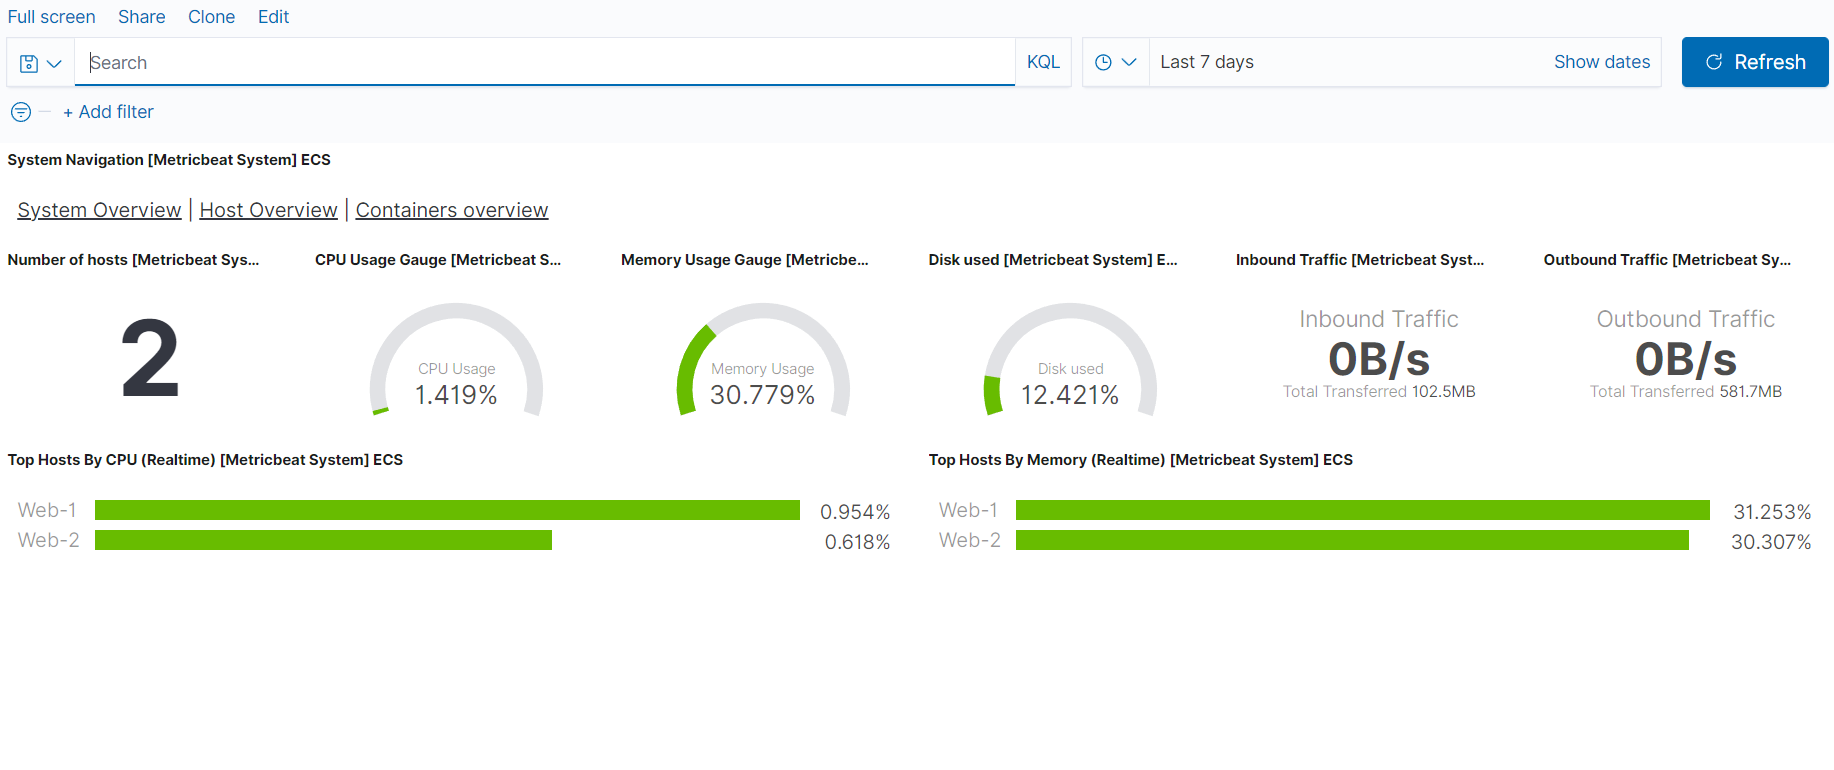 Full screen Share Clone Edit
Search KQL Last 7 days Show dates Refresh
+ Add filter
System Navigation [Metricbeat System] ECS
System Overview | Host Overview | Containers overview
Number of hosts [Metricbeat Sys... CPU Usage Gauge [Metricbeat S... Memory Usage Gauge [Metricbe... Disk used [Metricbeat System] E... Inbound Traffic [Metricbeat Syst... Outbound Traffic [Metricbeat Sy...
2
CPU Usage
1.419%
Memory Usage
30.779%
Disk used
12.421%
Inbound Traffic
0B/s
Total Transferred 102.5MB
Outbound Traffic
0B/s
Total Transferred 581.7MB
Top Hosts By CPU (Realtime) [Metricbeat System] ECS
Web-1 0.954%
Web-2 0.618%
Top Hosts By Memory (Realtime) [Metricbeat System] ECS
Web-1 31.253%
Web-2 30.307%